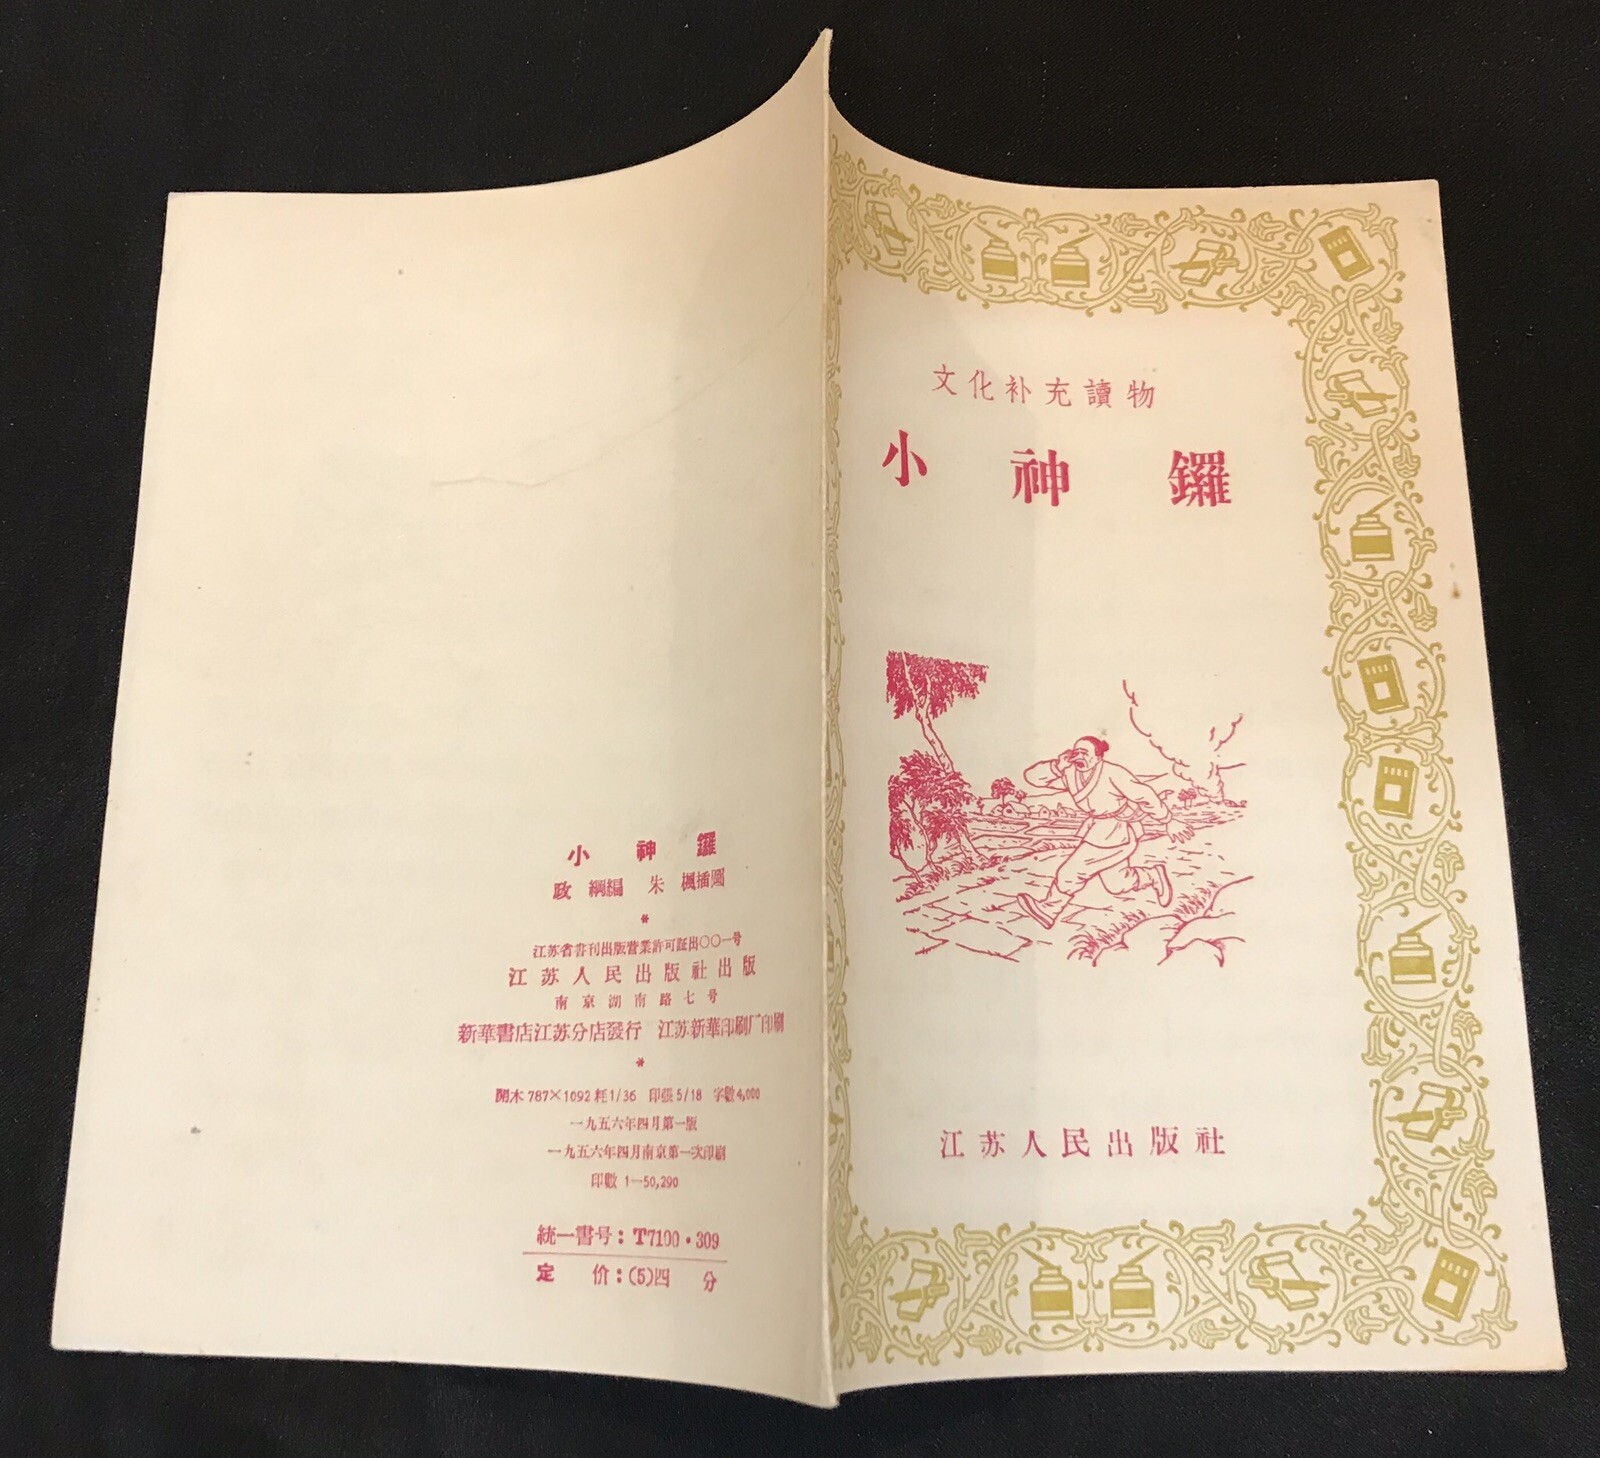 文化补充讀物
小神鑼
江苏人民出版社
小神鑼
政綱編 朱楓插圖
*
江苏省書刊出版营業許可証出〇〇一号
江苏人民出版社出版
南京湖南路七号
新華書店江苏分店發行 江苏新華印刷厂印刷
*
開本 787×1092 耗 1/36 印張 5/18 字數 4,000
一九五六年四月第一版
一九五六年四月南京第一次印刷
印數 1—50,290
統一書号：T7100·309
定价：(5)四分